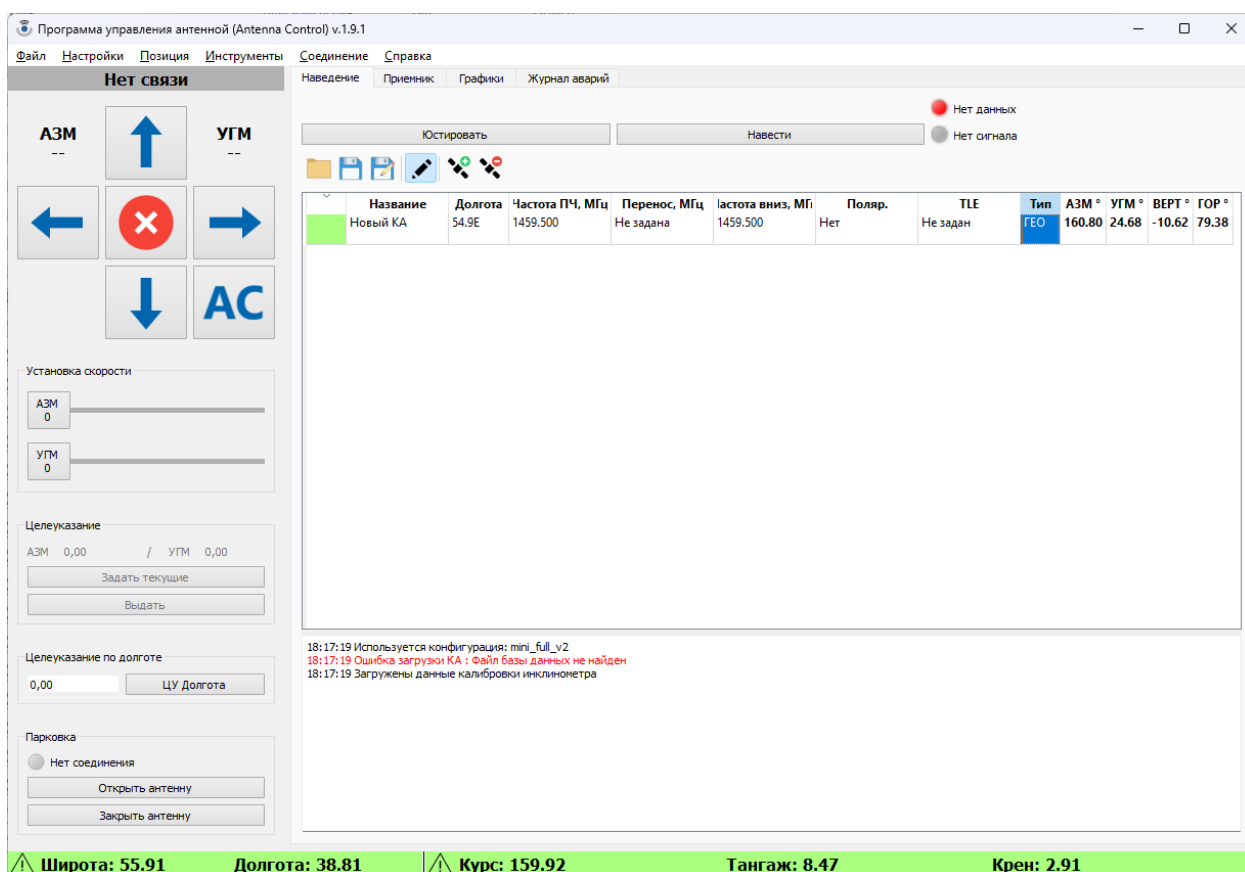 Программа управления антенной (Antenna Control) v.1.9.1
Файл Настройки Позиция Инструменты Соединение Справка
Нет связи
Наведение Приемник Графики Журнал аварий
АЗМ
--
УГМ
--
AC
Нет данных
Юстировать Навести Нет сигнала
Название Долгота Частота ПЧ, МГц Перенос, МГц частота вниз, МГц Поляр. TLE Тип АЗМ ° УГМ ° ВЕРТ ° ГОР °
Новый КА 54.9E 1459.500 Не задана 1459.500 Нет Не задан ГЕО 160.80 24.68 -10.62 79.38
Установка скорости
АЗМ
0
УГМ
0
Целеуказание
АЗМ 0,00 / УГМ 0,00
Задать текущие
Выдать
Целеуказание по долготе
0,00 ЦУ Долгота
Парковка
Нет соединения
Открыть антенну
Закрыть антенну
18:17:19 Используется конфигурация: mini_full_v2
18:17:19 Ошибка загрузки КА : Файл базы данных не найден
18:17:19 Загружены данные калибровки инклинометра
Широта: 55.91 Долгота: 38.81 Курс: 159.92 Тангаж: 8.47 Крен: 2.91